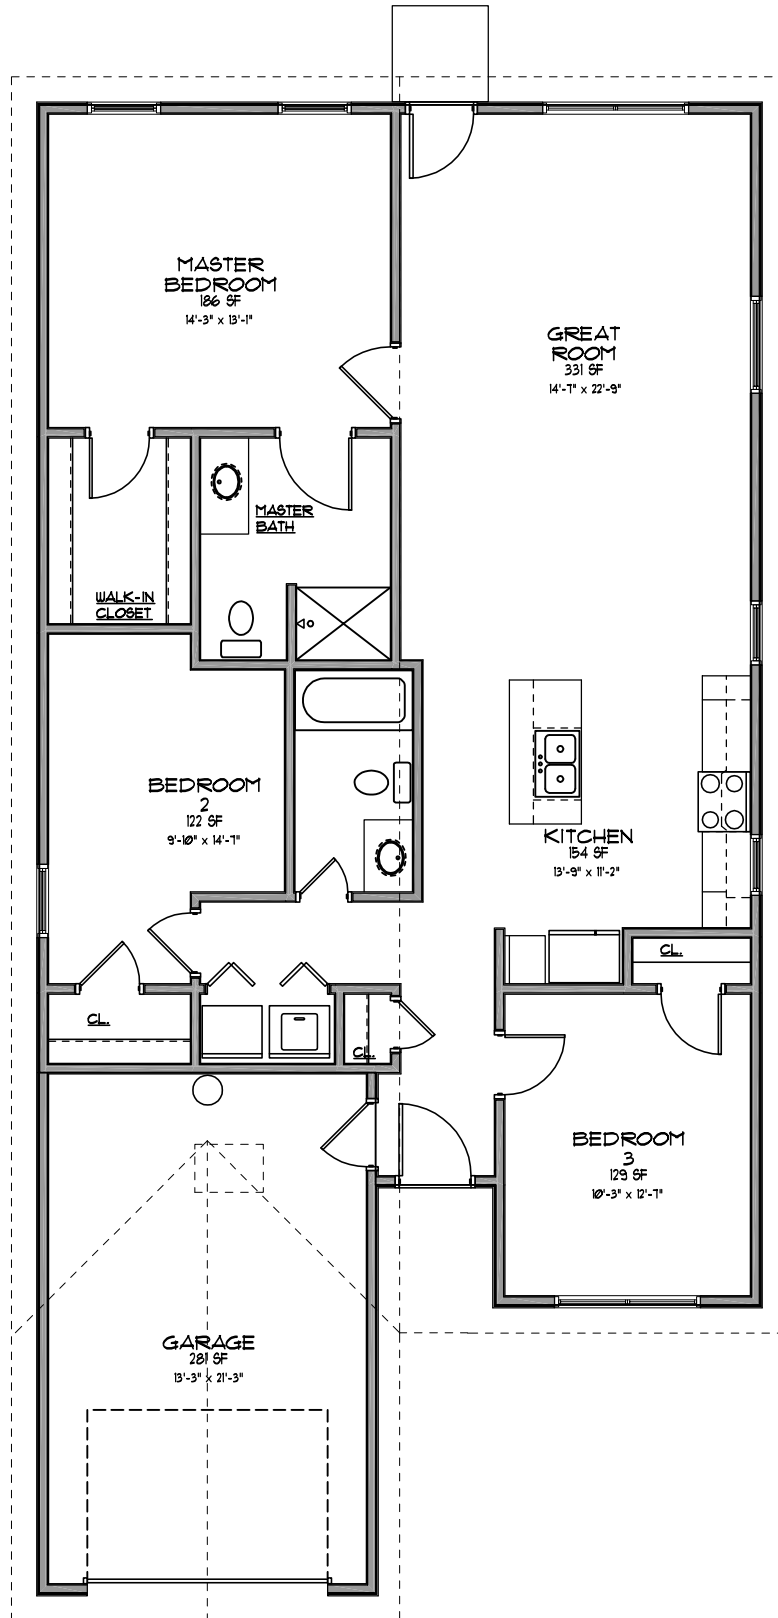 MASTER
BEDROOM
186 SF
14'-3" x 13'-1"
GREAT
ROOM
331 SF
14'-7" x 22'-9"
MASTER
BATH
WALK-IN
CLOSET
BEDROOM
2
122 SF
9'-10" x 14'-7"
KITCHEN
154 SF
13'-9" x 11'-2"
CL.
CL.
CL.
BEDROOM
3
129 SF
10'-3" x 12'-7"
GARAGE
281 SF
13'-3" x 21'-3"